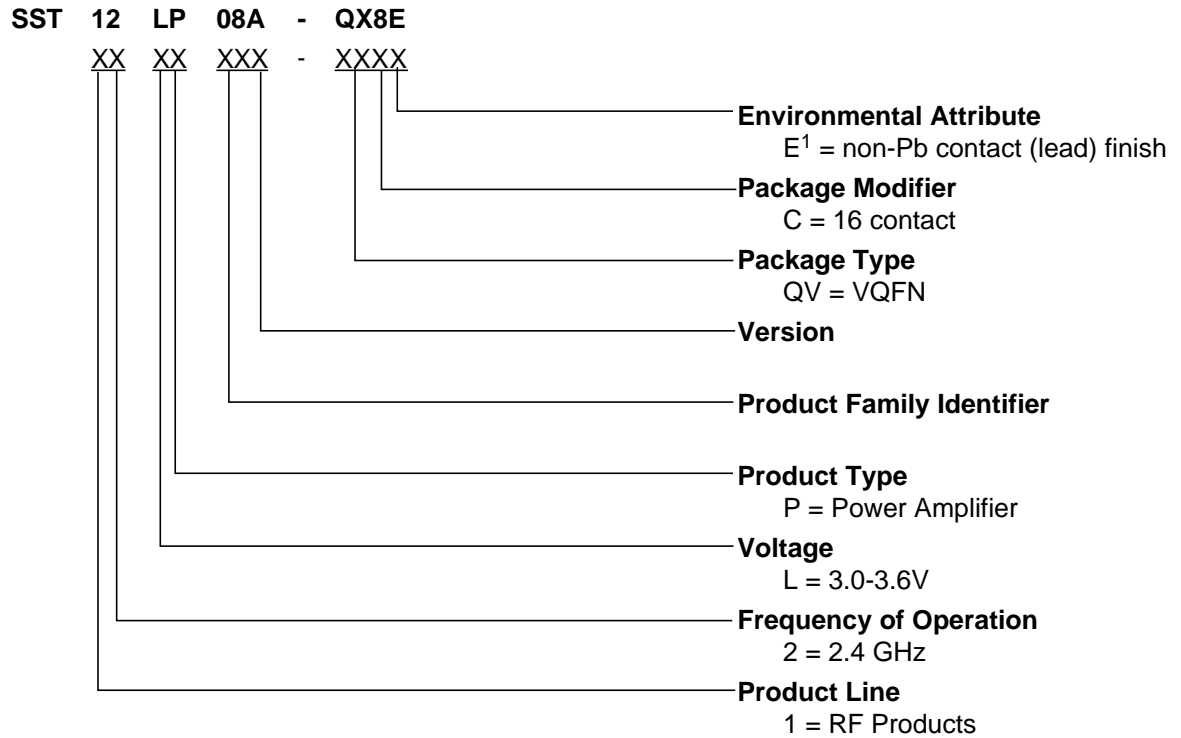 SST 12 LP 08A - QX8E
XX XX XXX - XXXX
Environmental Attribute
E1 = non-Pb contact (lead) finish
Package Modifier
C = 16 contact
Package Type
QV = VQFN
Version
Product Family Identifier
Product Type
P = Power Amplifier
Voltage
L = 3.0-3.6V
Frequency of Operation
2 = 2.4 GHz
Product Line
1 = RF Products